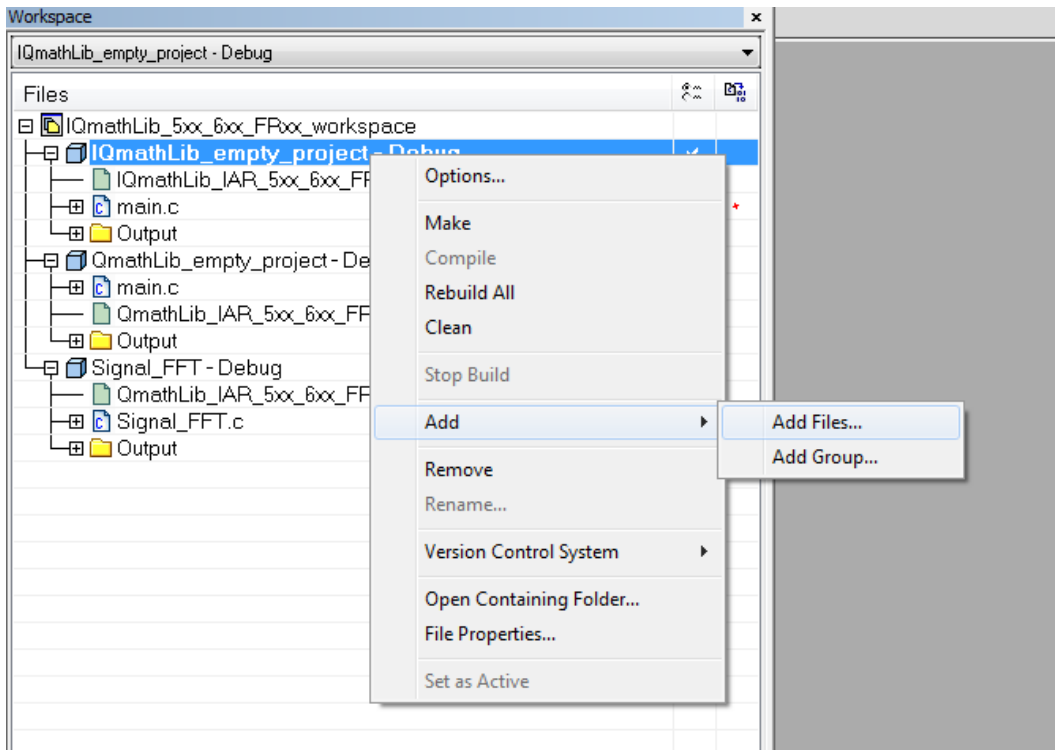 Workspace
IQmathLib_empty_project - Debug
Files
IQmathLib_5xx_6xx_FRxx_workspace
IQmathLib_empty_project - Debug
IQmathLib_IAR_5xx_6xx_FR
main.c
Output
QmathLib_empty_project - De
main.c
QmathLib_IAR_5xx_6xx_FR
Output
Signal_FFT - Debug
QmathLib_IAR_5xx_6xx_FR
Signal_FFT.c
Output
Options...
Make
Compile
Rebuild All
Clean
Stop Build
Add
Remove
Rename...
Version Control System
Open Containing Folder...
File Properties...
Set as Active
Add Files...
Add Group...